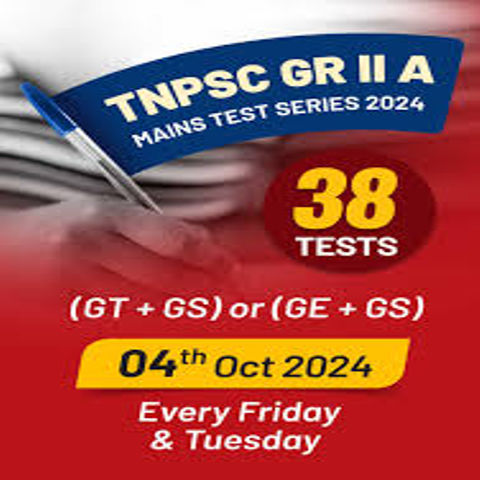 TNPSC GR II A
MAINS TEST SERIES 2024
38
TESTS
(GT + GS) or (GE + GS)
04th Oct 2024
Every Friday
& Tuesday